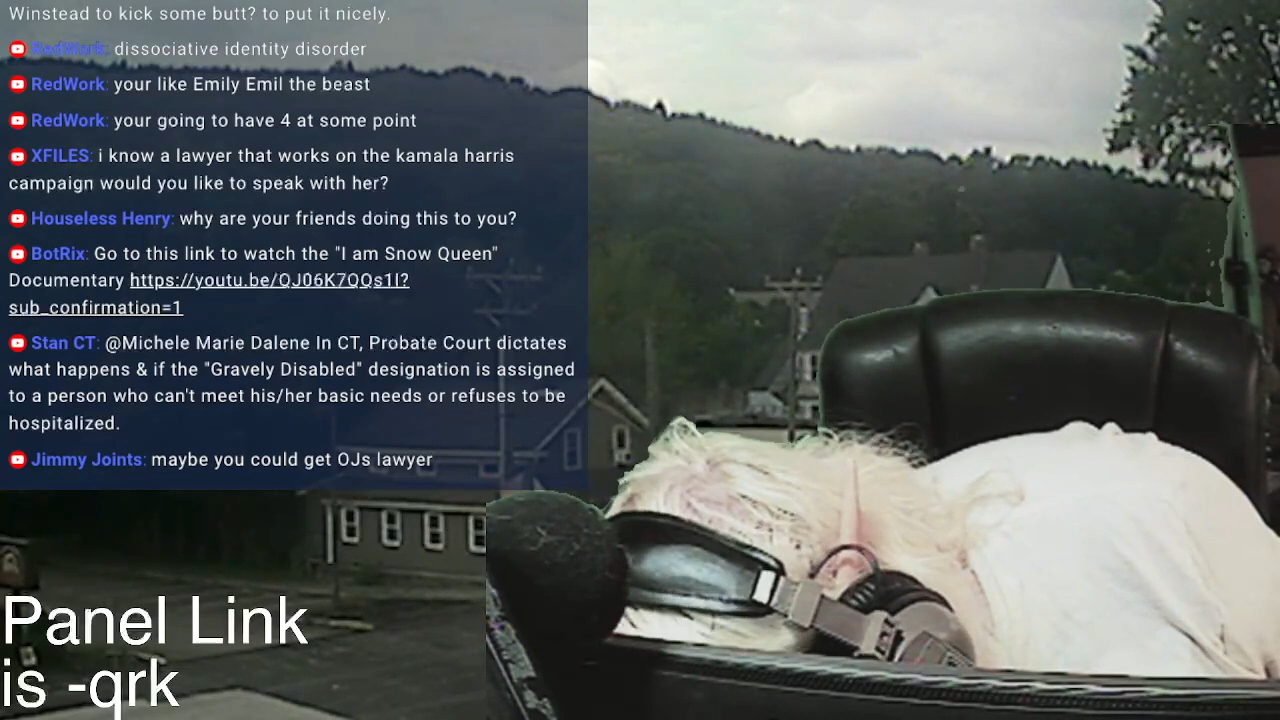 Winstead to kick some butt? to put it nicely.
RedWork: dissociative identity disorder
RedWork: your like Emily Emil the beast
RedWork: your going to have 4 at some point
XFILES: i know a lawyer that works on the kamala harris
campaign would you like to speak with her?
Houseless Henry: why are your friends doing this to you?
BotRix: Go to this link to watch the "I am Snow Queen"
Documentary https://youtu.be/QJ06K7QQs1I?
sub_confirmation=1
Stan CT: @Michele Marie Dalene In CT, Probate Court dictates
what happens & if the "Gravely Disabled" designation is assigned
to a person who can't meet his/her basic needs or refuses to be
hospitalized.
Jimmy Joints: maybe you could get OJs lawyer
Panel Link
is -qrk